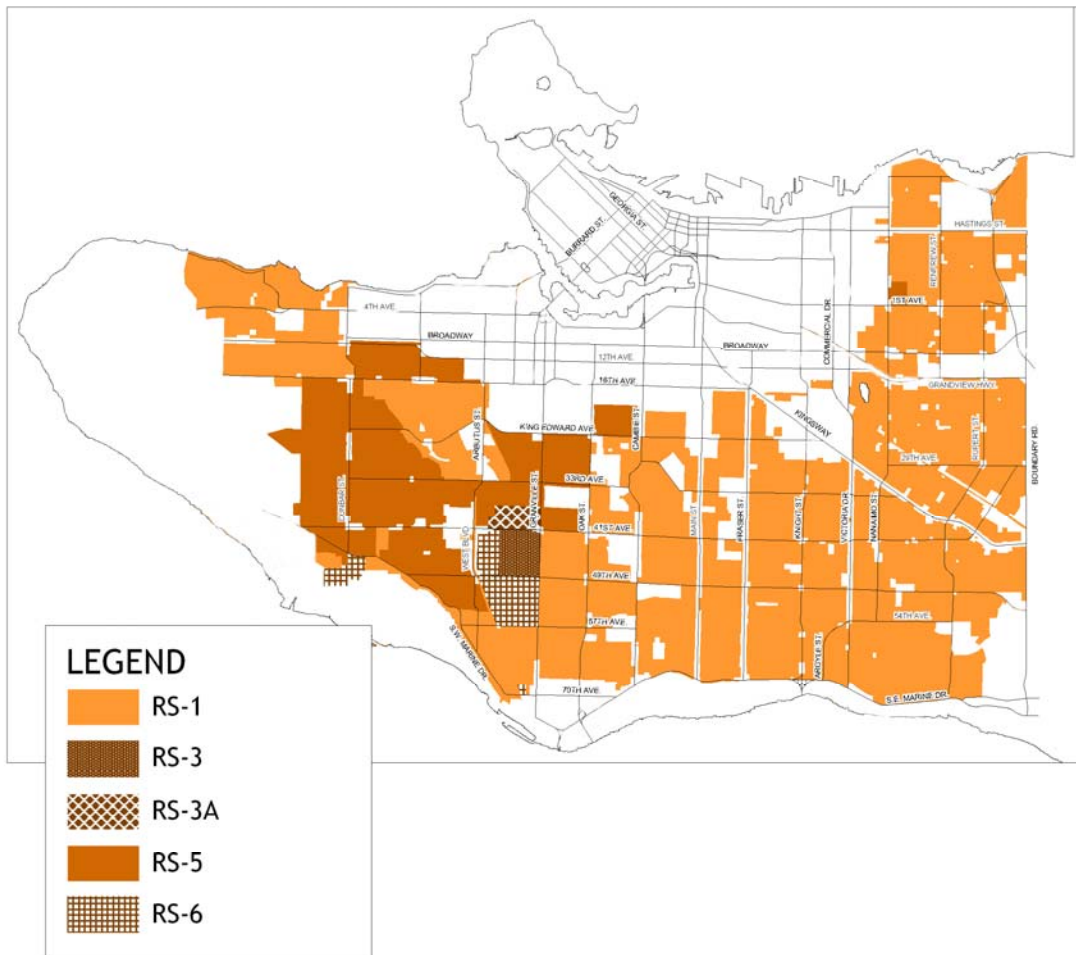 GEORGIA ST.
BURRARD ST.
HASTINGS ST.
RENFREW ST.
1ST AVE.
4TH AVE.
COMMERCIAL DR.
BROADWAY
BROADWAY
12TH AVE.
16TH AVE.
GRANDVIEW HWY.
KINGSWAY
ARBUTUS ST.
KING EDWARD AVE.
CAMBIE ST.
RUPERT ST.
BOUNDARY RD.
29TH AVE.
33RD AVE.
DUNBAR ST.
GRANVILLE ST.
OAK ST.
41ST AVE.
MAIN ST.
FRASER ST.
KNIGHT ST.
VICTORIA DR.
NANAIMO ST.
WEST BLVD.
49TH AVE.
54TH AVE.
57TH AVE.
ARGYLE ST.
S.W. MARINE DR.
70TH AVE.
S.E. MARINE DR.
LEGEND
RS-1
RS-3
RS-3A
RS-5
RS-6